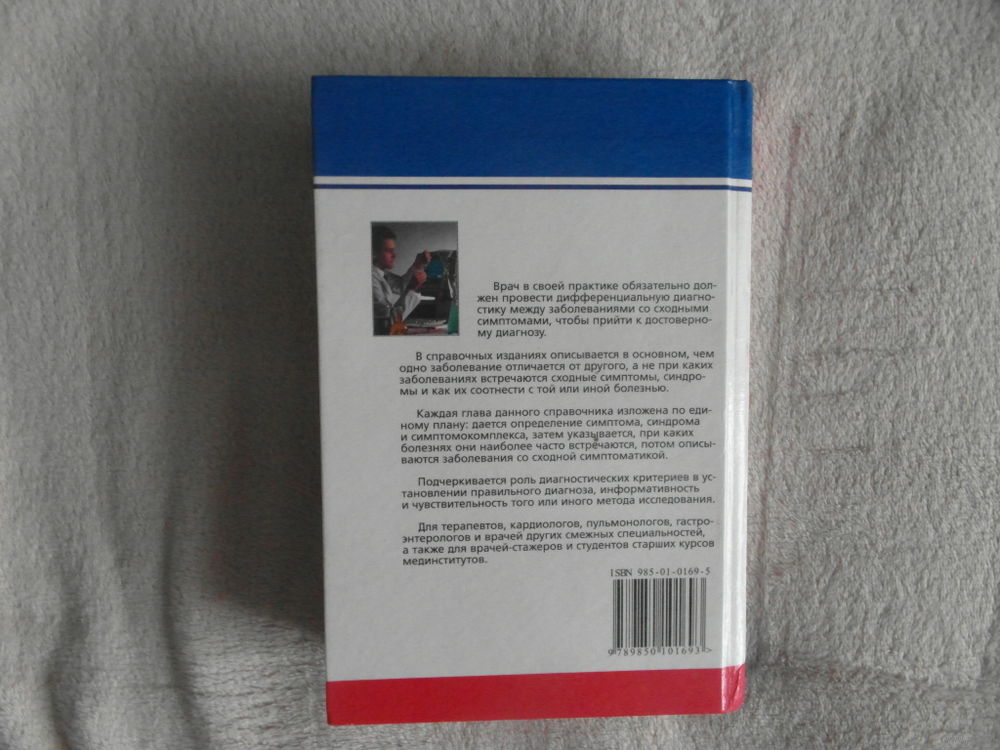 Врач в своей практике обязательно дол-
жен провести дифференциальную диагно-
стику между заболеваниями со сходными
симптомами, чтобы прийти к достоверно-
му диагнозу.
В справочных изданиях описывается в основном, чем
одно заболевание отличается от другого, а не при каких
заболеваниях встречаются сходные симптомы, синдро-
мы и как их соотнести с той или иной болезнью.
Каждая глава данного справочника изложена по еди-
ному плану: дается определение симптома, синдрома
и симптомокомплекса, затем указывается, при каких
болезнях они наиболее часто встречаются, потом описы-
ваются заболевания со сходной симптоматикой.
Подчеркивается роль диагностических критериев в ус-
тановлении правильного диагноза, информативность
и чувствительность того или иного метода исследования.
Для терапевтов, кардиологов, пульмонологов, гастро-
энтерологов и врачей других смежных специальностей,
а также для врачей-стажеров и студентов старших курсов
мединститутов.
ISBN 985-01-0169-5
9 789850 101693 >